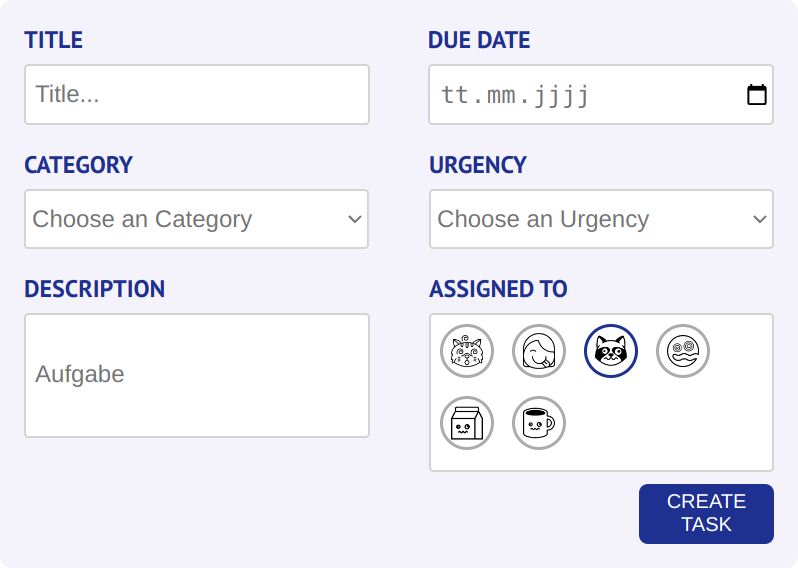 TITLE
DUE DATE
Title...
tt.mm.jjjj
CATEGORY
URGENCY
Choose an Category
Choose an Urgency
DESCRIPTION
ASSIGNED TO
Aufgabe
CREATE
TASK